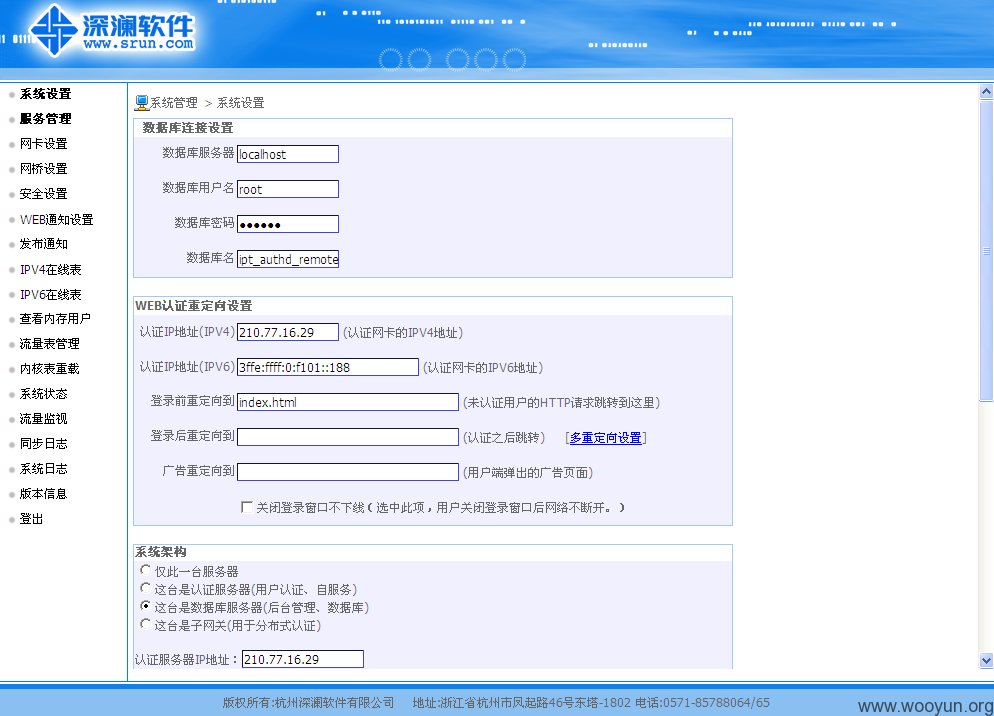 深澜软件
www.srun.com
系统设置
服务管理
网卡设置
网桥设置
安全设置
WEB通知设置
发布通知
IPV4在线表
IPV6在线表
查看内存用户
流量表管理
内核表重载
系统状态
流量监视
同步日志
系统日志
版本信息
登出
系统管理 > 系统设置
数据库连接设置
数据库服务器 localhost
数据库用户名 root
数据库密码 ●●●●●●
数据库名 ipt_authd_remote
WEB认证重定向设置
认证IP地址(IPV4) 210.77.16.29 (认证网卡的IPV4地址)
认证IP地址(IPV6) 3ffe:ffff:0:f101::188 (认证网卡的IPV6地址)
登录前重定向到 index.html (未认证用户的HTTP请求跳转到这里)
登录后重定向到 (认证之后跳转) [多重定向设置]
广告重定向到 (用户端弹出的广告页面)
关闭登录窗口不下线(选中此项，用户关闭登录窗口后网络不断开。)
系统架构
仅此一台服务器
这台是认证服务器(用户认证、自服务)
这台是数据库服务器(后台管理、数据库)
这台是子网关(用于分布式认证)
认证服务器IP地址： 210.77.16.29
版权所有:杭州深澜软件有限公司 地址:浙江省杭州市凤起路46号东塔-1802 电话:0571-85788064/65
www.wooyun.org